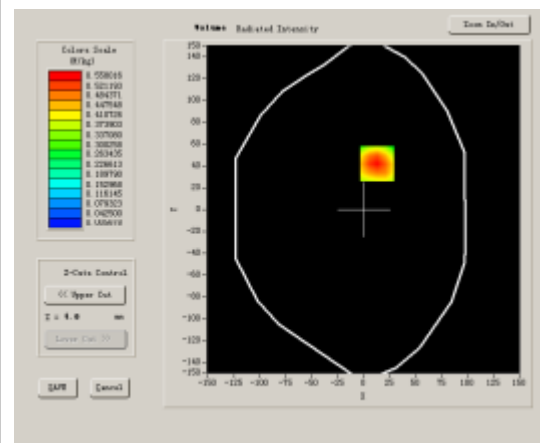 Volume Radiated Intensity
Zoom In/Out
Colors Scale
(W/kg)
0.558016
0.521193
0.484371
0.447548
0.410726
0.373903
0.337080
0.300258
0.263435
0.226613
0.189790
0.152968
0.116145
0.079323
0.042500
Z-Cuts Control
<< Upper Cut
Z = 4.0 mm
Lower Cut >>
SAVE
Cancel
150
140
120
100
80
60
40
20
0
-20
-40
-60
-80
-100
-120
-140
-150
Y
-150 -125 -100 -75 -50 -25 0 25 50 75 100 125 150
X